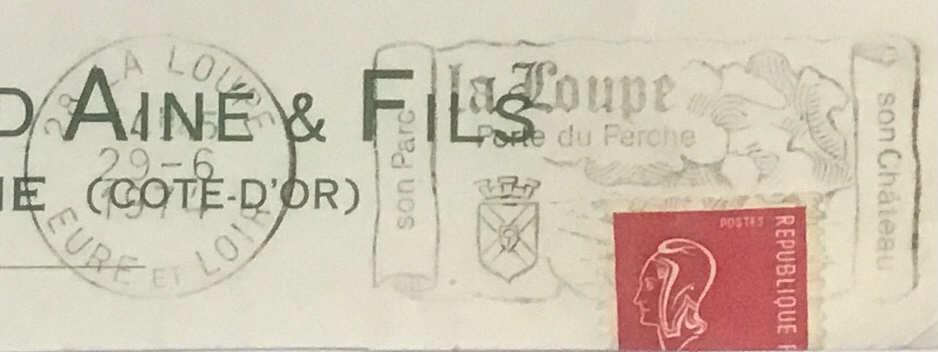 28 LA LOUPE
29-6
EURE ET LOIR
D AINÉ & FILS
(COTE-D'OR)
son Parc
la Loupe
Porte du Perche
son Château
POSTES
REPUBLIQUE